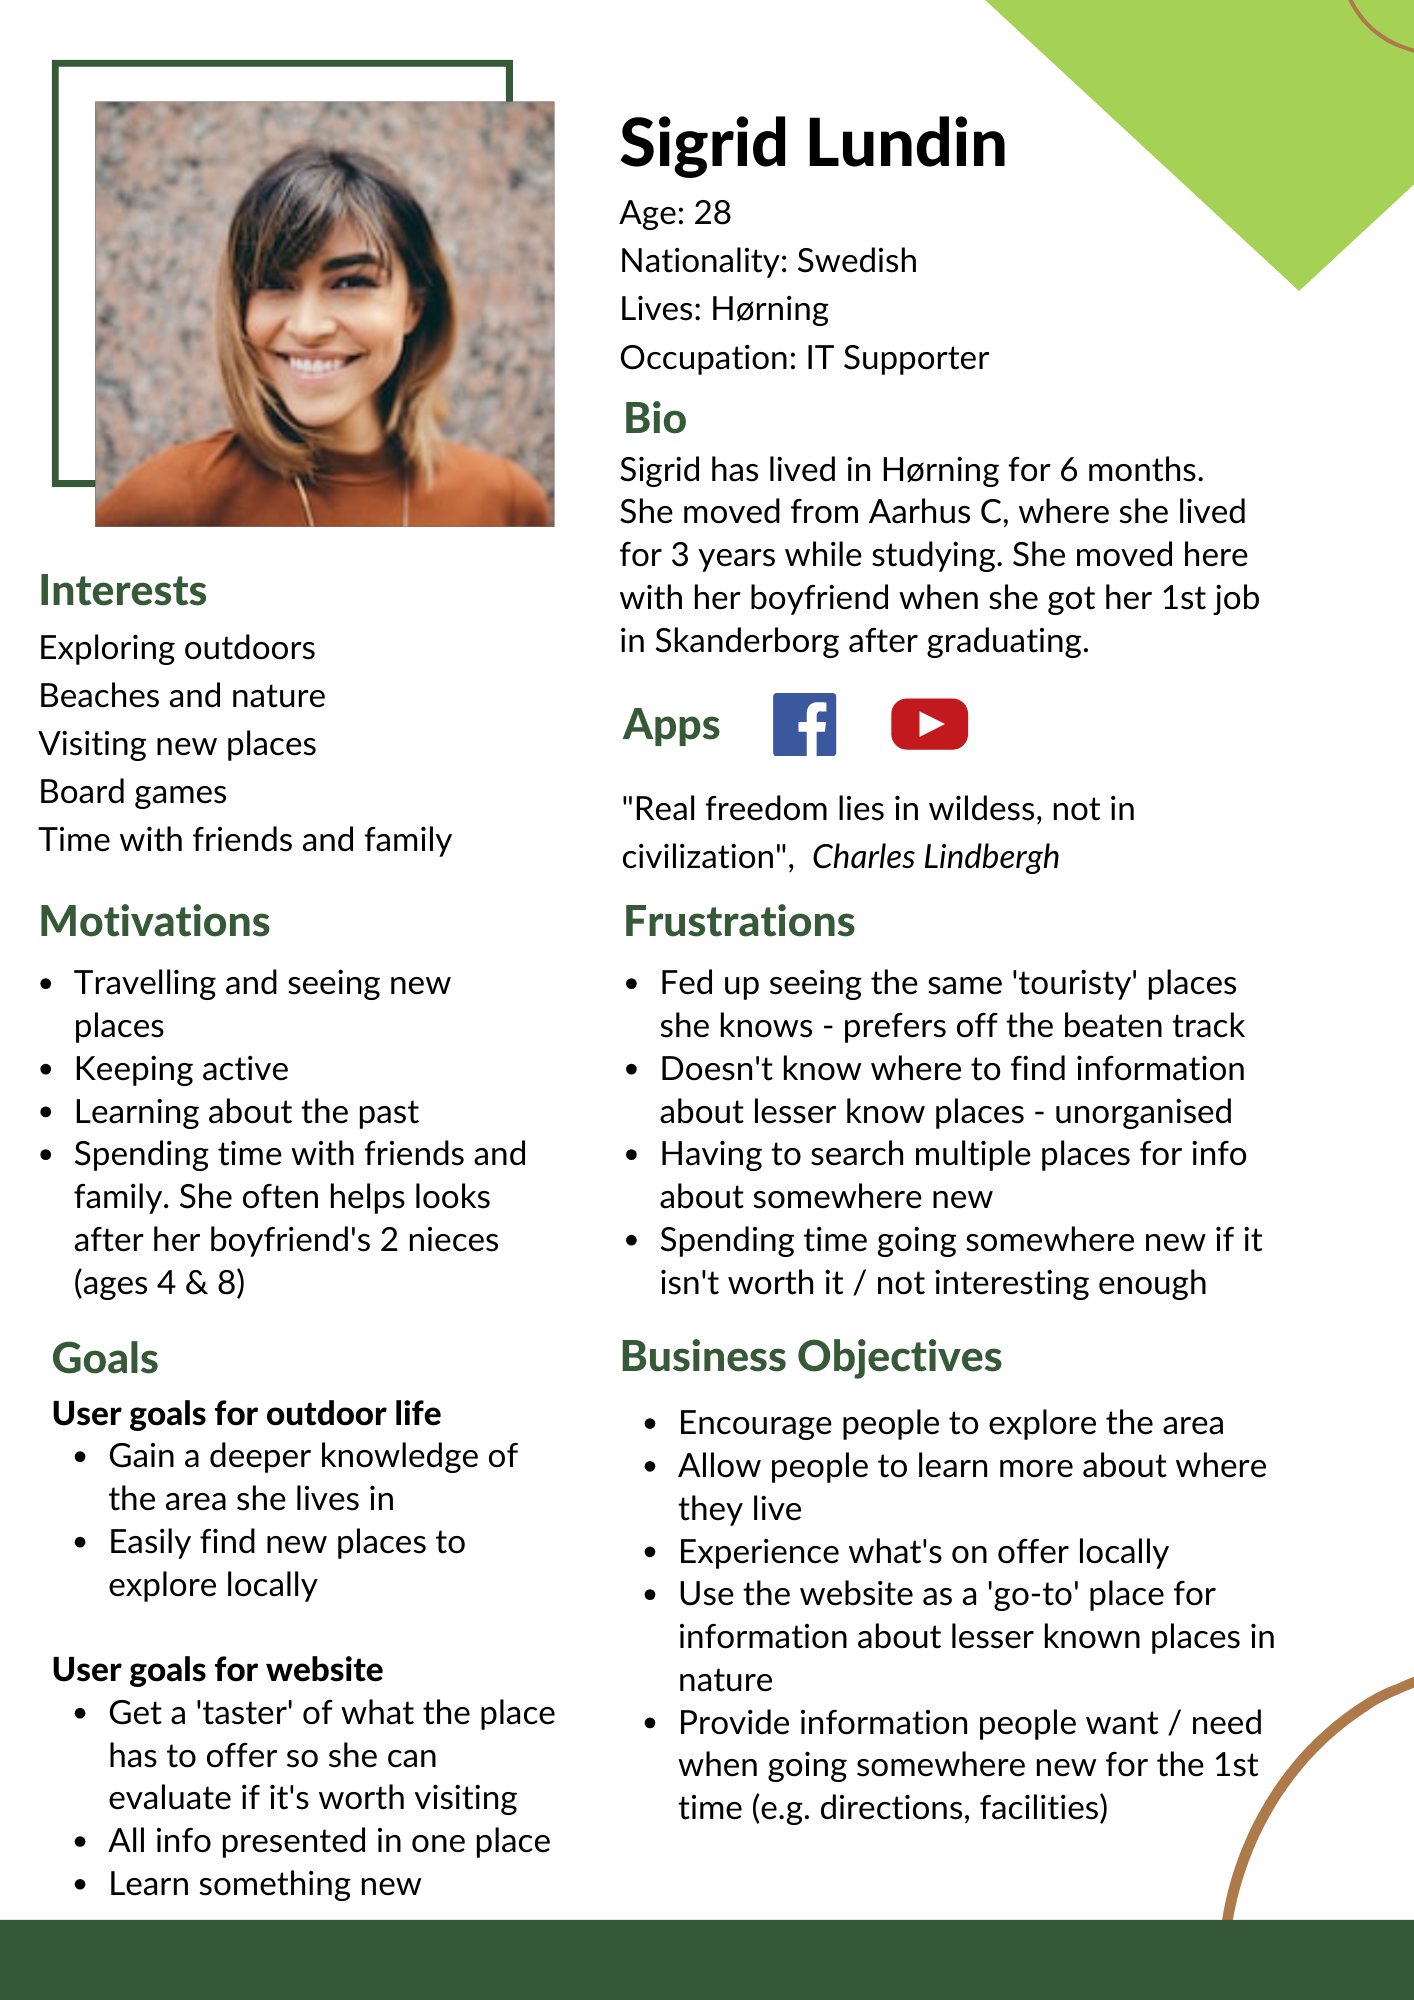 Sigrid Lundin
Age: 28
Nationality: Swedish
Lives: Hørning
Occupation: IT Supporter
Bio
Sigrid has lived in Hørning for 6 months.
She moved from Aarhus C, where she lived
for 3 years while studying. She moved here
with her boyfriend when she got her 1st job
in Skanderborg after graduating.
Apps
"Real freedom lies in wildess, not in
civilization", Charles Lindbergh
Interests
Exploring outdoors
Beaches and nature
Visiting new places
Board games
Time with friends and family
Motivations
• Travelling and seeing new
places
• Keeping active
• Learning about the past
• Spending time with friends and
family. She often helps looks
after her boyfriend's 2 nieces
(ages 4 & 8)
Frustrations
• Fed up seeing the same 'touristy' places
she knows - prefers off the beaten track
• Doesn't know where to find information
about lesser know places - unorganised
• Having to search multiple places for info
about somewhere new
• Spending time going somewhere new if it
isn't worth it / not interesting enough
Goals
User goals for outdoor life
• Gain a deeper knowledge of
the area she lives in
• Easily find new places to
explore locally
User goals for website
• Get a 'taster' of what the place
has to offer so she can
evaluate if it's worth visiting
• All info presented in one place
• Learn something new
Business Objectives
• Encourage people to explore the area
• Allow people to learn more about where
they live
• Experience what's on offer locally
• Use the website as a 'go-to' place for
information about lesser known places in
nature
• Provide information people want / need
when going somewhere new for the 1st
time (e.g. directions, facilities)